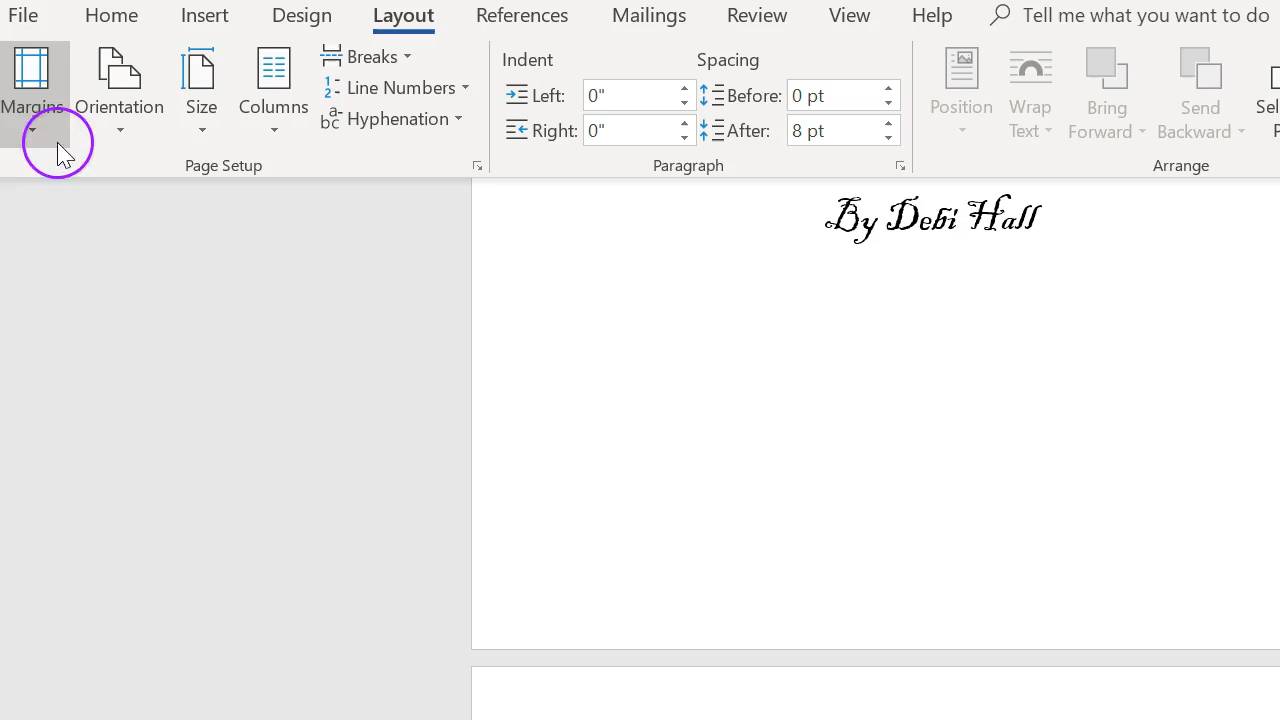 File Home Insert Design Layout References Mailings Review View Help Tell me what you want to do
Margins Orientation Size Columns
Breaks
Line Numbers
Hyphenation
Page Setup
Indent Spacing
Left: 0" Before: 0 pt
Right: 0" After: 8 pt
Paragraph
Position Wrap Text Bring Forward Send Backward
Arrange
By Debi Hall